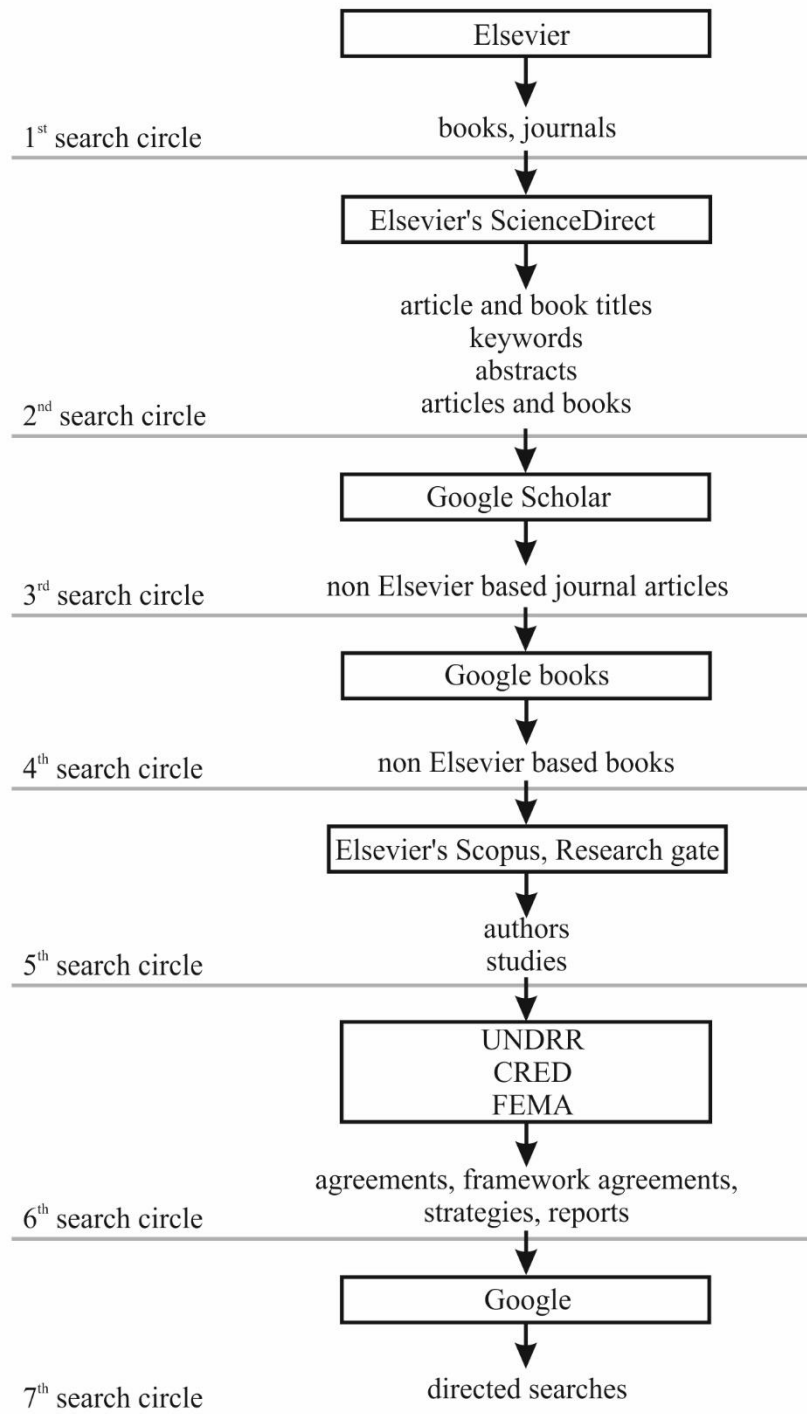 Elsevier
books, journals
1st search circle
Elsevier's ScienceDirect
article and book titles
keywords
abstracts
articles and books
2nd search circle
Google Scholar
non Elsevier based journal articles
3rd search circle
Google books
non Elsevier based books
4th search circle
Elsevier's Scopus, Research gate
authors
studies
5th search circle
UNDRR
CRED
FEMA
agreements, framework agreements,
strategies, reports
6th search circle
Google
directed searches
7th search circle